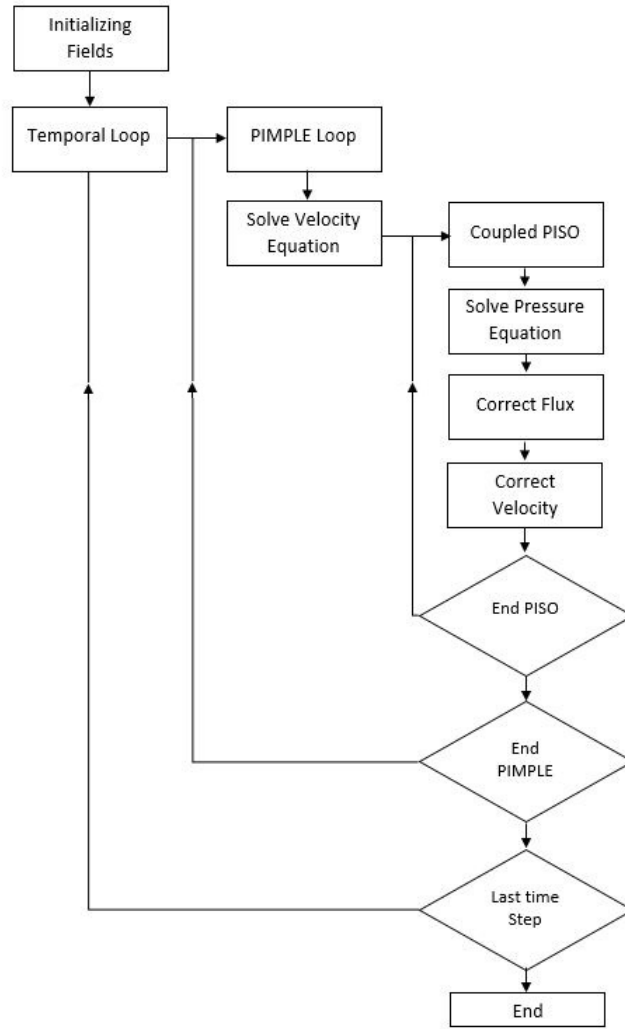 Initializing
Fields
Temporal Loop
PIMPLE Loop
Solve Velocity
Equation
Coupled PISO
Solve Pressure
Equation
Correct Flux
Correct
Velocity
End PISO
End
PIMPLE
Last time
Step
End